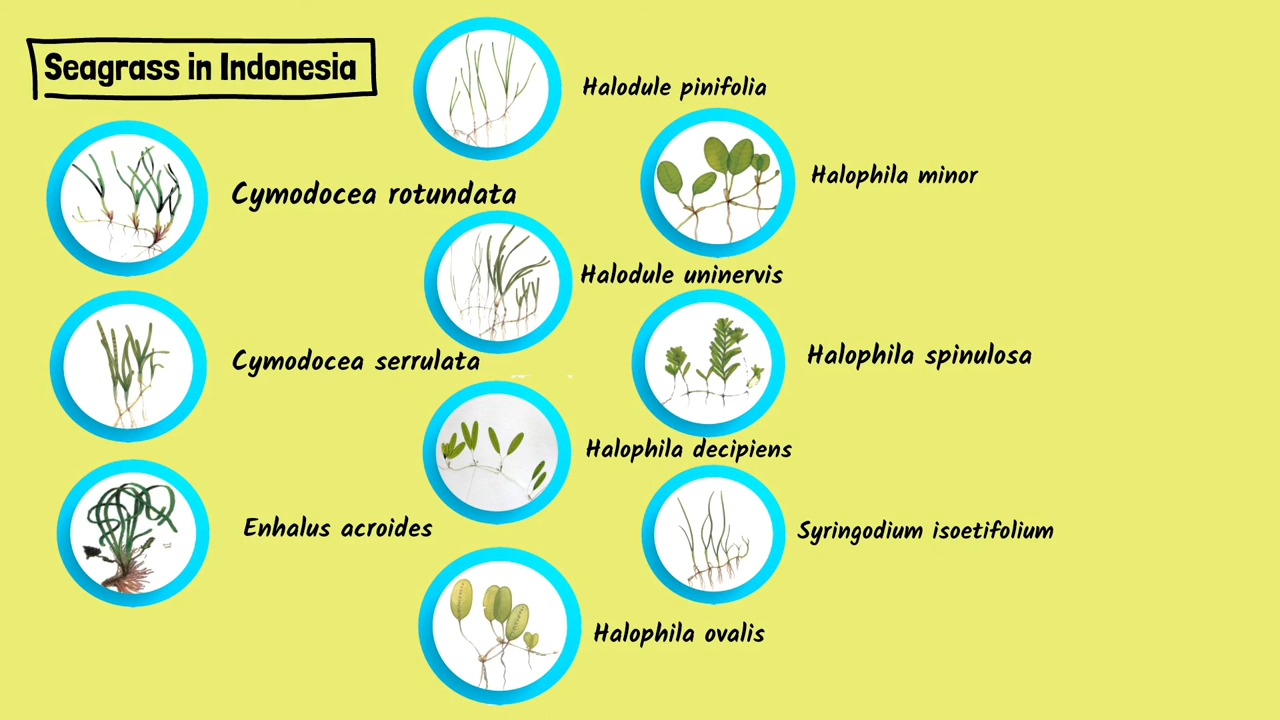 Seagrass in Indonesia
Cymodocea rotundata
Cymodocea serrulata
Enhalus acroides
Halodule pinifolia
Halodule uninervis
Halophila decipiens
Halophila ovalis
Halophila minor
Halophila spinulosa
Syringodium isoetifolium